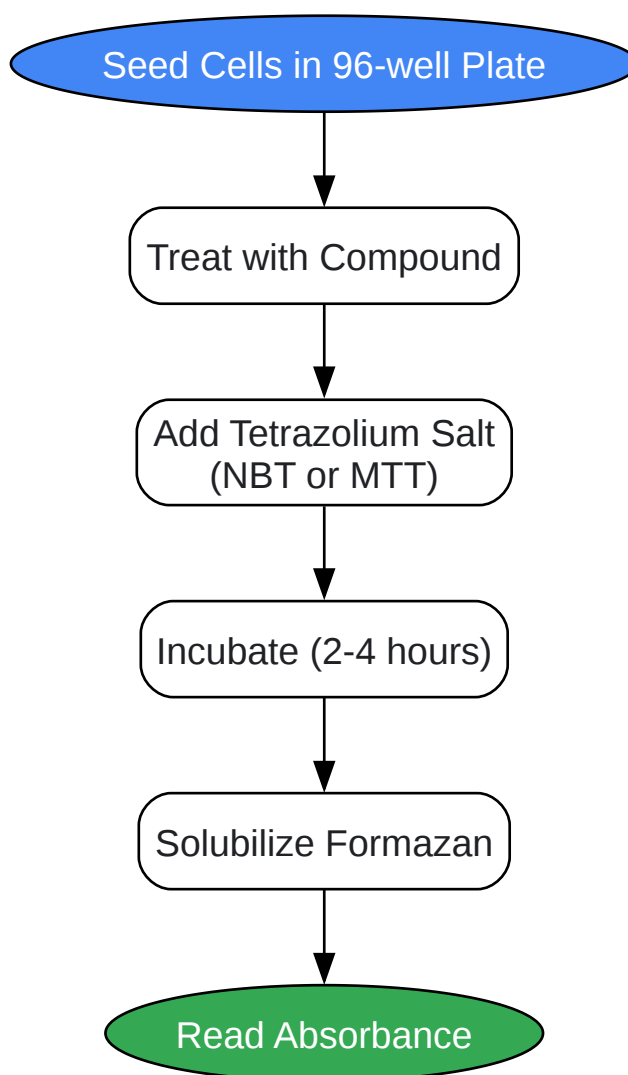 Seed Cells in 96-well Plate
Treat with Compound
Add Tetrazolium Salt
(NBT or MTT)
Incubate (2-4 hours)
Solubilize Formazan
Read Absorbance